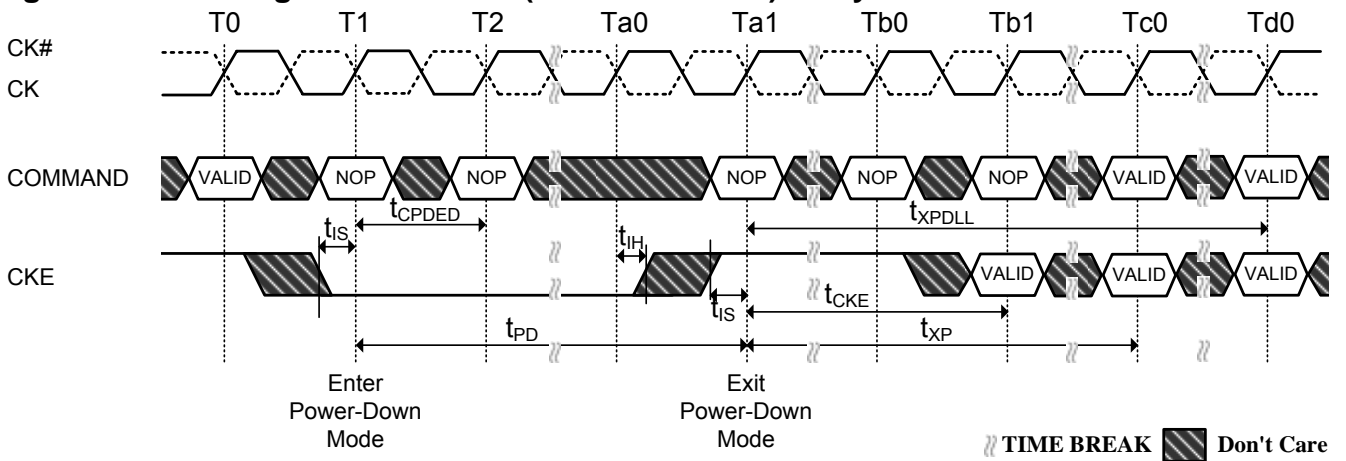 T0 T1 T2 Ta0 Ta1 Tb0 Tb1 Tc0 Td0
CK#
CK
COMMAND VALID NOP NOP NOP NOP NOP VALID VALID
tCPDED tXPDLL
tIS tIH
CKE VALID VALID VALID
tIS tCKE
tPD tXP
Enter Power-Down Mode
Exit Power-Down Mode
TIME BREAK Don't Care